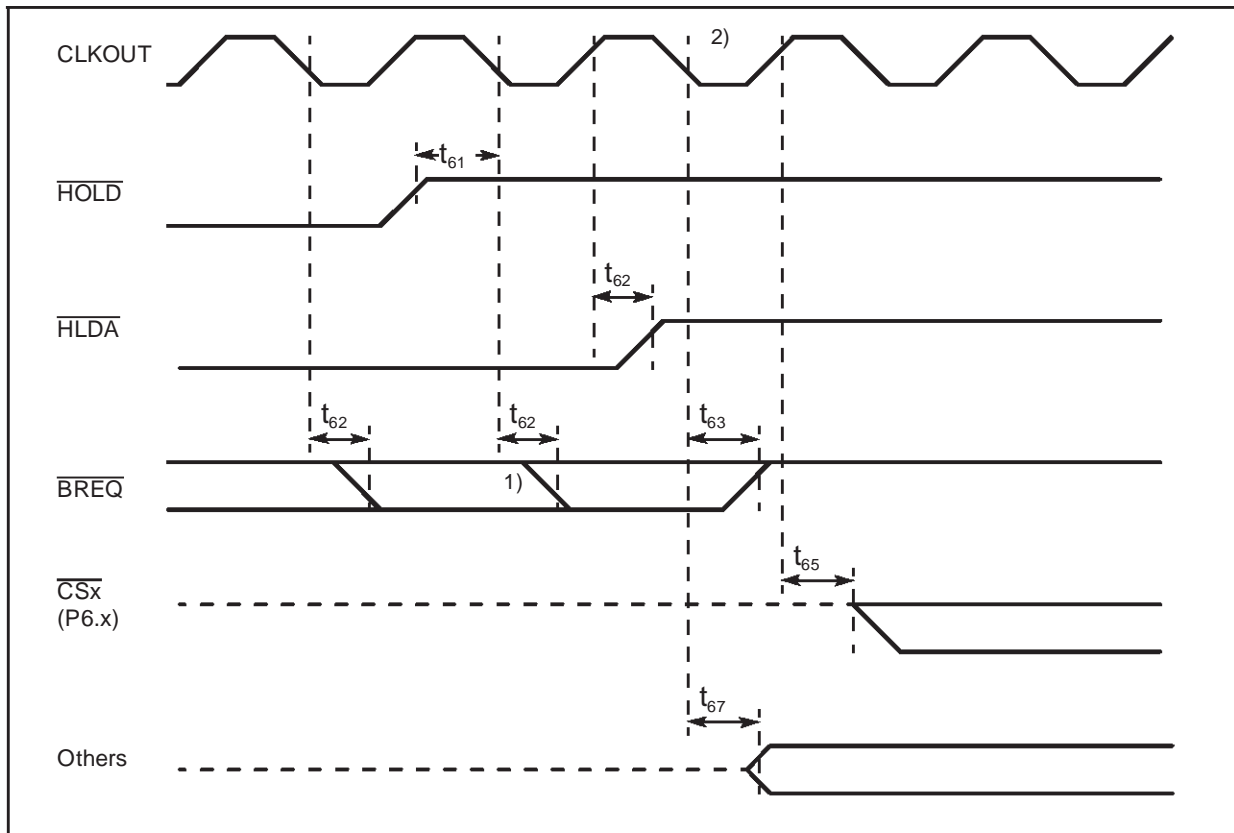 CLKOUT
2)
t61
HOLD
t62
HLDA
t62
t62
t63
BREQ
1)
t65
CSx
(P6.x)
t67
Others